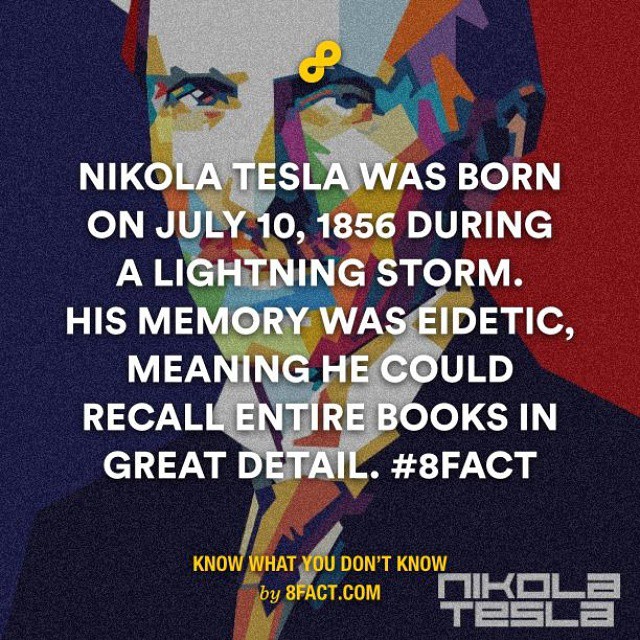 NIKOLA TESLA WAS BORN
ON JULY 10, 1856 DURING
A LIGHTNING STORM.
HIS MEMORY WAS EIDETIC,
MEANING HE COULD
RECALL ENTIRE BOOKS IN
GREAT DETAIL. #8FACT
KNOW WHAT YOU DON'T KNOW
by 8FACT.COM
NIKOLA
TESLA